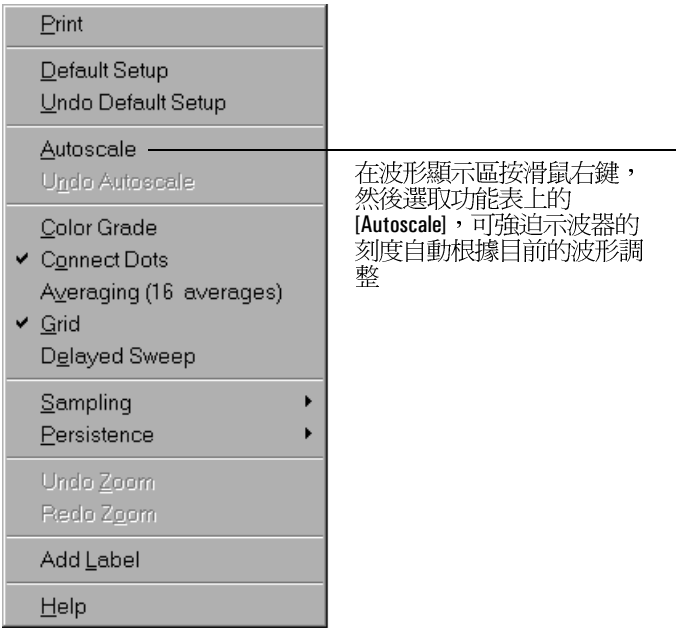 Print
Default Setup
Undo Default Setup
Autoscale
Undo Autoscale
Color Grade
Connect Dots
Averaging (16 averages)
Grid
Delayed Sweep
Sampling
Persistence
Undo Zoom
Redo Zoom
Add Label
Help
在波形顯示區按滑鼠右鍵，
然後選取功能表上的
[Autoscale]，可強迫示波器的
刻度自動根據目前的波形調
整